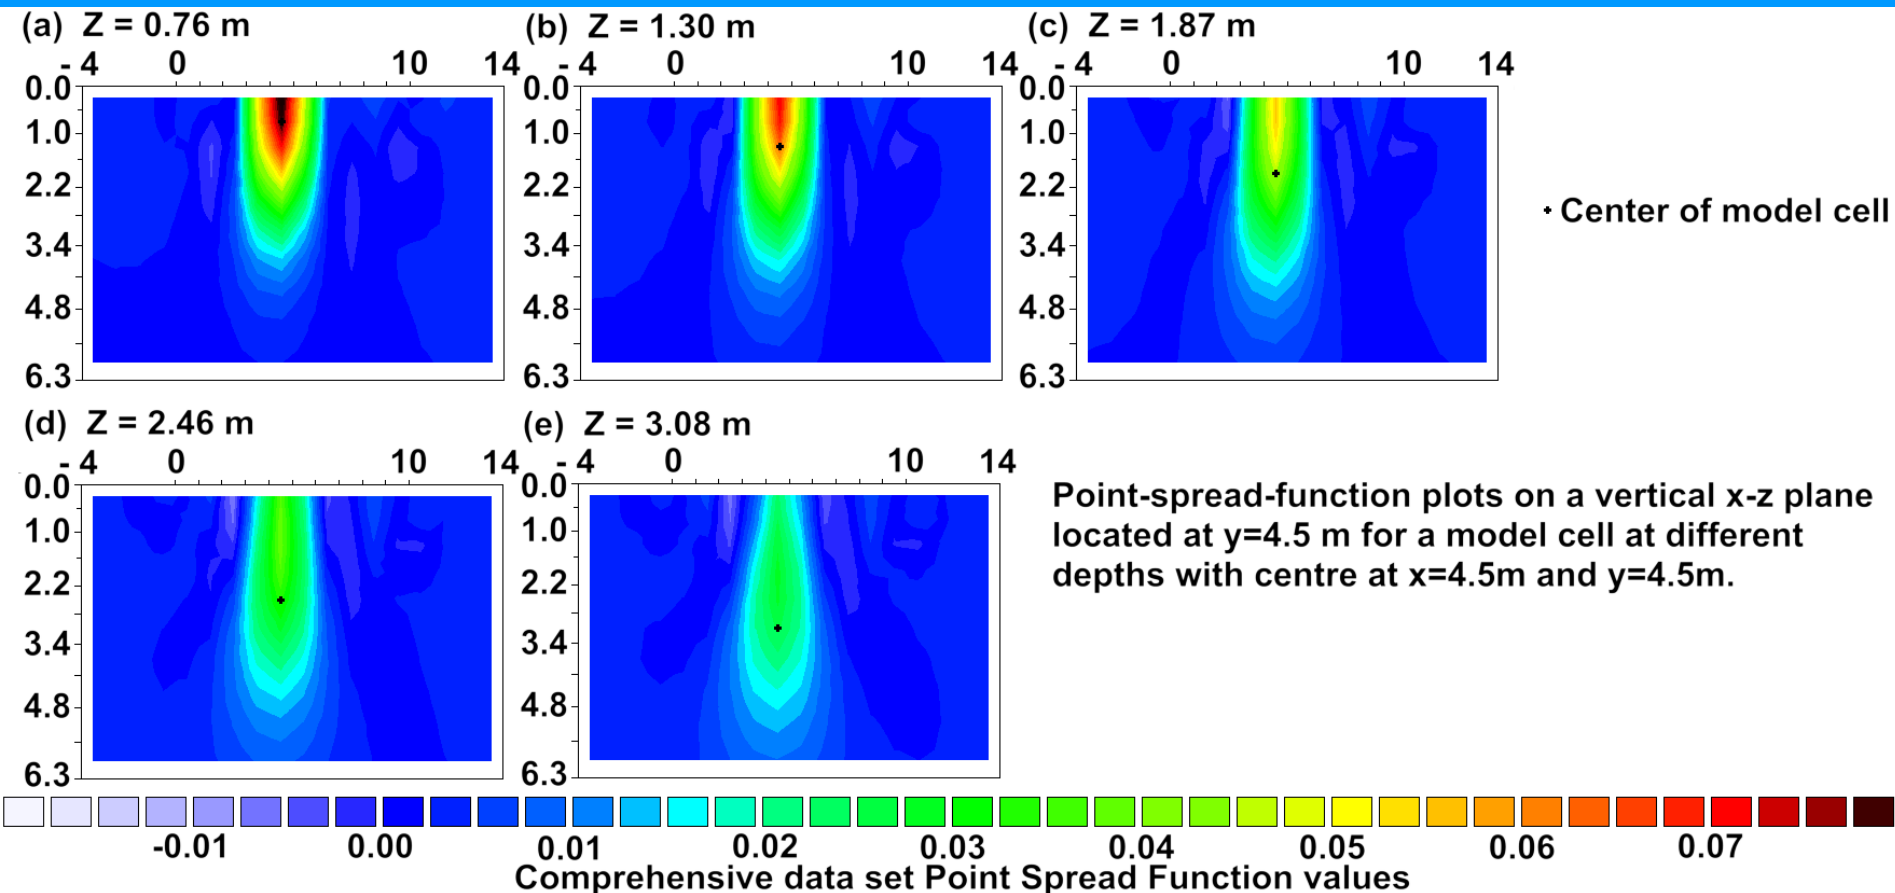 (a) Z = 0.76 m
-4 0 10 14
0.0
1.0
2.2
3.4
4.8
6.3
(b) Z = 1.30 m
-4 0 10 14
0.0
1.0
2.2
3.4
4.8
6.3
(c) Z = 1.87 m
-4 0 10 14
0.0
1.0
2.2
3.4
4.8
6.3
Center of model cell
(d) Z = 2.46 m
-4 0 10 14
0.0
1.0
2.2
3.4
4.8
6.3
(e) Z = 3.08 m
-4 0 10 14
0.0
1.0
2.2
3.4
4.8
6.3
Point-spread-function plots on a vertical x-z plane
located at y=4.5 m for a model cell at different
depths with centre at x=4.5m and y=4.5m.
-0.01 0.00 0.01 0.02 0.03 0.04 0.05 0.06 0.07
Comprehensive data set Point Spread Function values